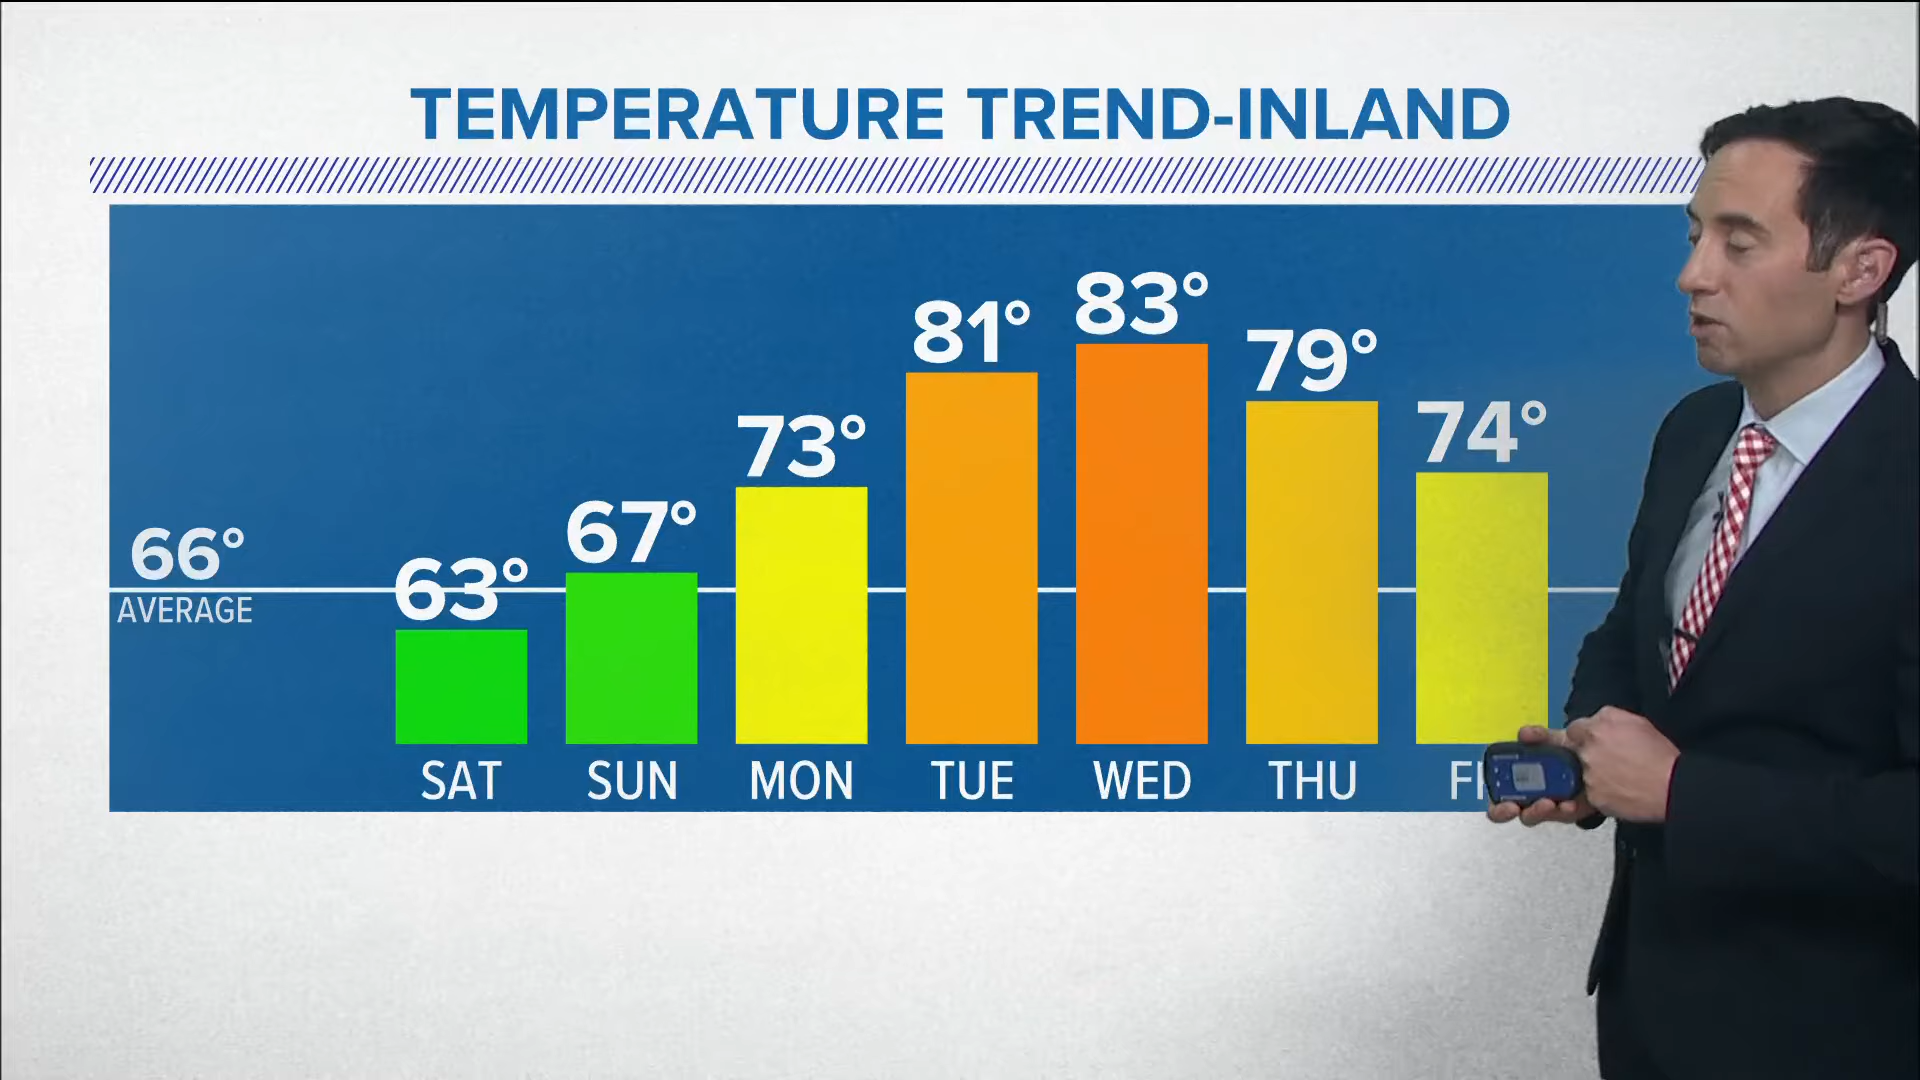 TEMPERATURE TREND-INLAND
66°
AVERAGE
63° 67° 73° 81° 83° 79° 74°
SAT SUN MON TUE WED THU